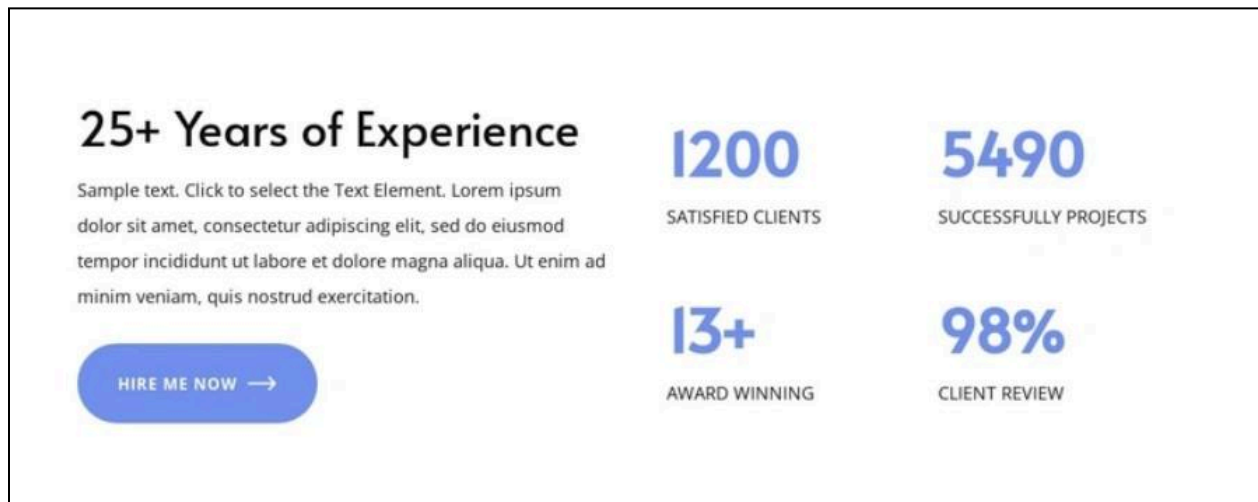 25+ Years of Experience
Sample text. Click to select the Text Element. Lorem ipsum
dolor sit amet, consectetur adipiscing elit, sed do eiusmod
tempor incididunt ut labore et dolore magna aliqua. Ut enim ad
minim veniam, quis nostrud exercitation.
HIRE ME NOW →
1200
SATISFIED CLIENTS
5490
SUCCESSFULLY PROJECTS
13+
AWARD WINNING
98%
CLIENT REVIEW